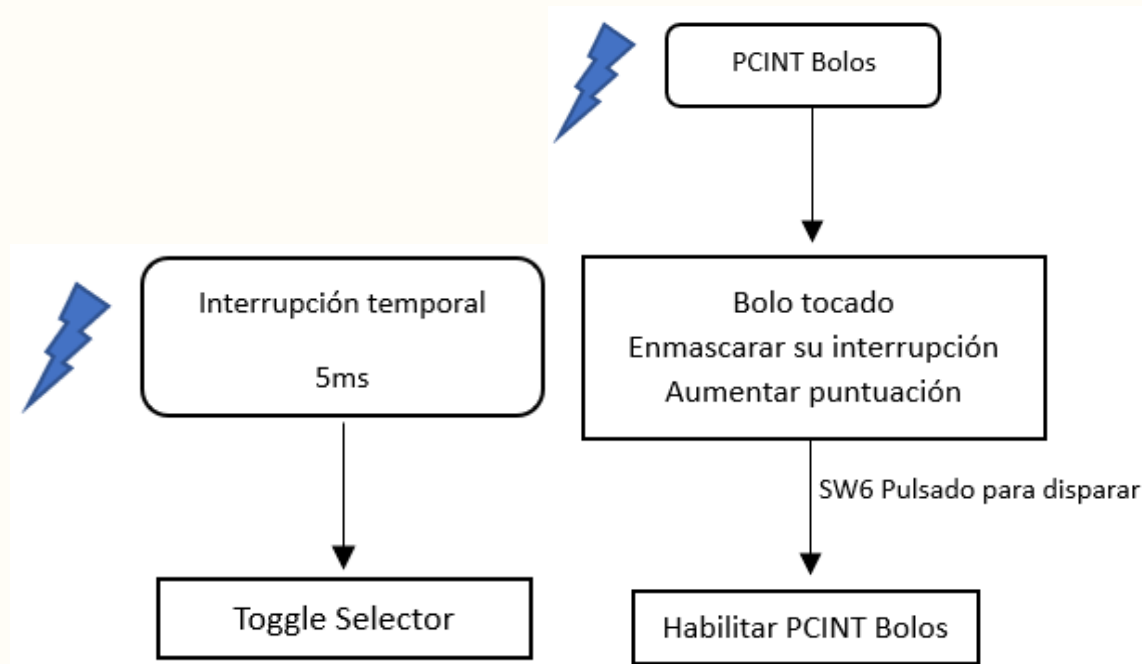 PCINT Bolos
Interrupción temporal
5ms
Toggle Selector
Bolo tocado
Enmascarar su interrupción
Aumentar puntuación
SW6 Pulsado para disparar
Habilitar PCINT Bolos